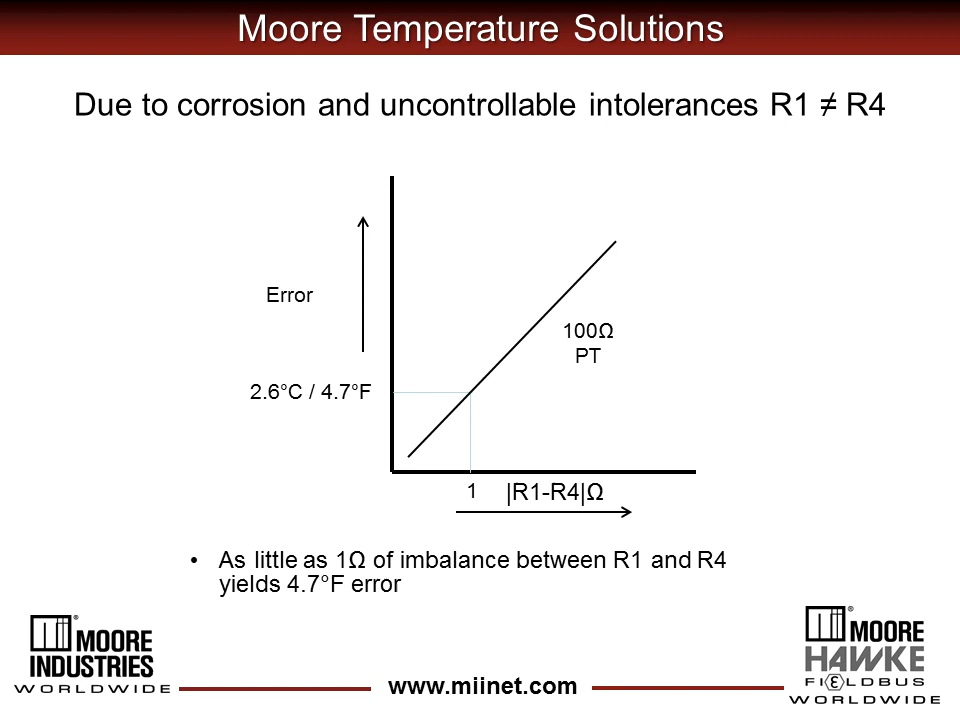 Moore Temperature Solutions
Due to corrosion and uncontrollable intolerances R1 ≠ R4
Error
100Ω
PT
2.6°C / 4.7°F
1
|R1-R4|Ω
• As little as 1Ω of imbalance between R1 and R4
yields 4.7°F error
® MOORE
INDUSTRIES
WORLDWIDE
www.miinet.com
® MOORE
HAWKE
FIELDBUS
WORLDWIDE